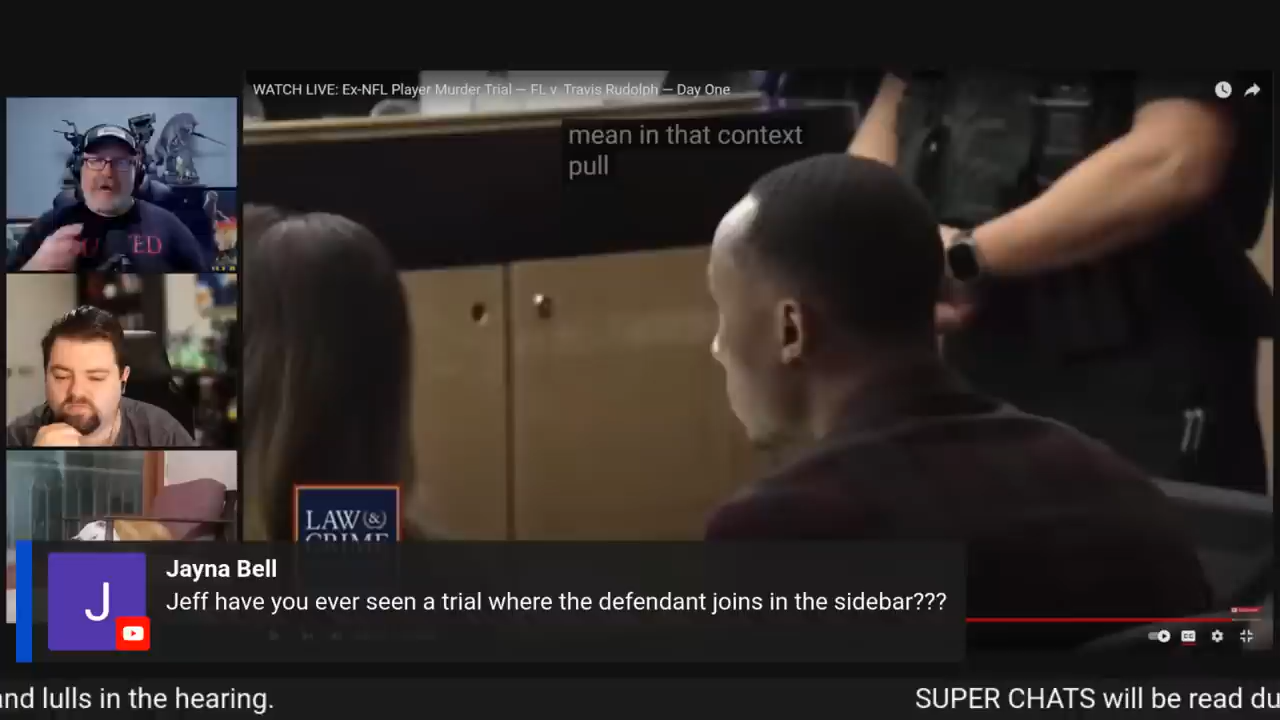 WATCH LIVE: Ex-NFL Player Murder Trial — FL v Travis Rudolph — Day One
mean in that context
pull
LAW &
CRIME
J
Jayna Bell
Jeff have you ever seen a trial where the defendant joins in the sidebar???
and lulls in the hearing.
SUPER CHATS will be read du